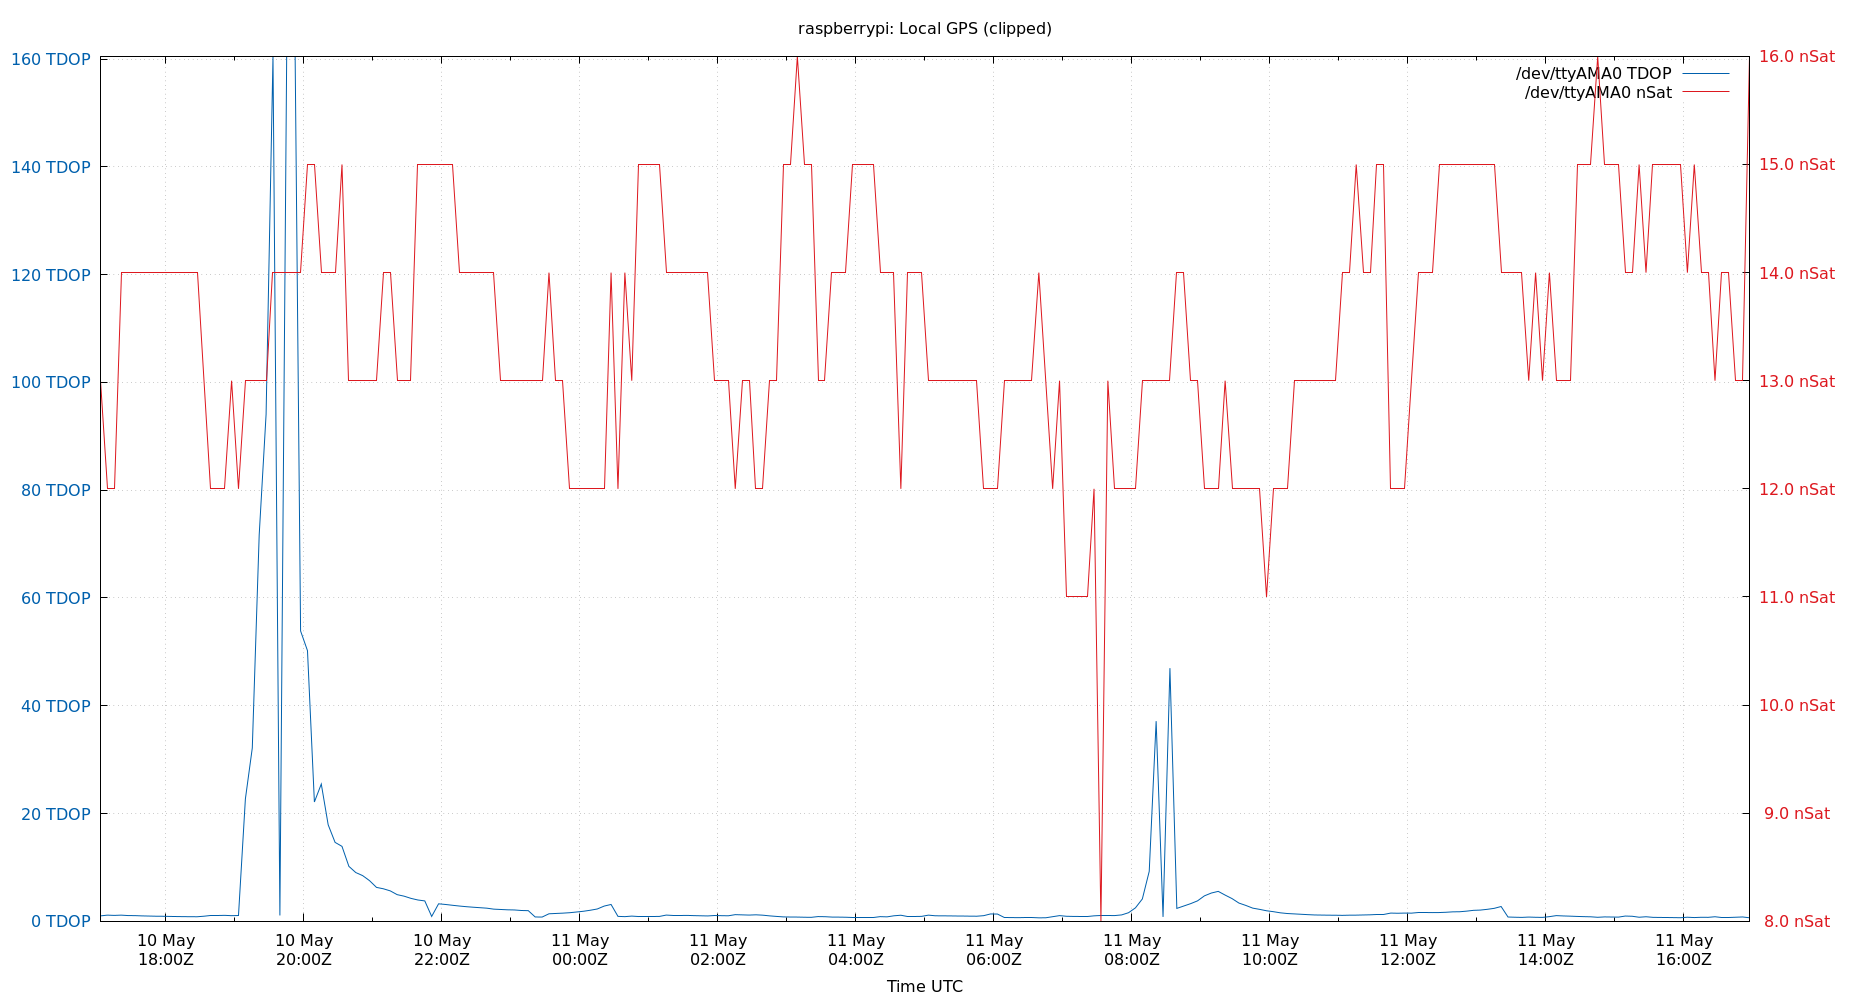 raspberrypi: Local GPS (clipped)
160 TDOP
140 TDOP
120 TDOP
100 TDOP
80 TDOP
60 TDOP
40 TDOP
20 TDOP
0 TDOP
/dev/ttyAMA0 TDOP
/dev/ttyAMA0 nSat
16.0 nSat
15.0 nSat
14.0 nSat
13.0 nSat
12.0 nSat
11.0 nSat
10.0 nSat
9.0 nSat
8.0 nSat
10 May 10 May 10 May 11 May 11 May 11 May 11 May 11 May 11 May 11 May 11 May 11 May
18:00Z 20:00Z 22:00Z 00:00Z 02:00Z 04:00Z 06:00Z 08:00Z 10:00Z 12:00Z 14:00Z 16:00Z
Time UTC